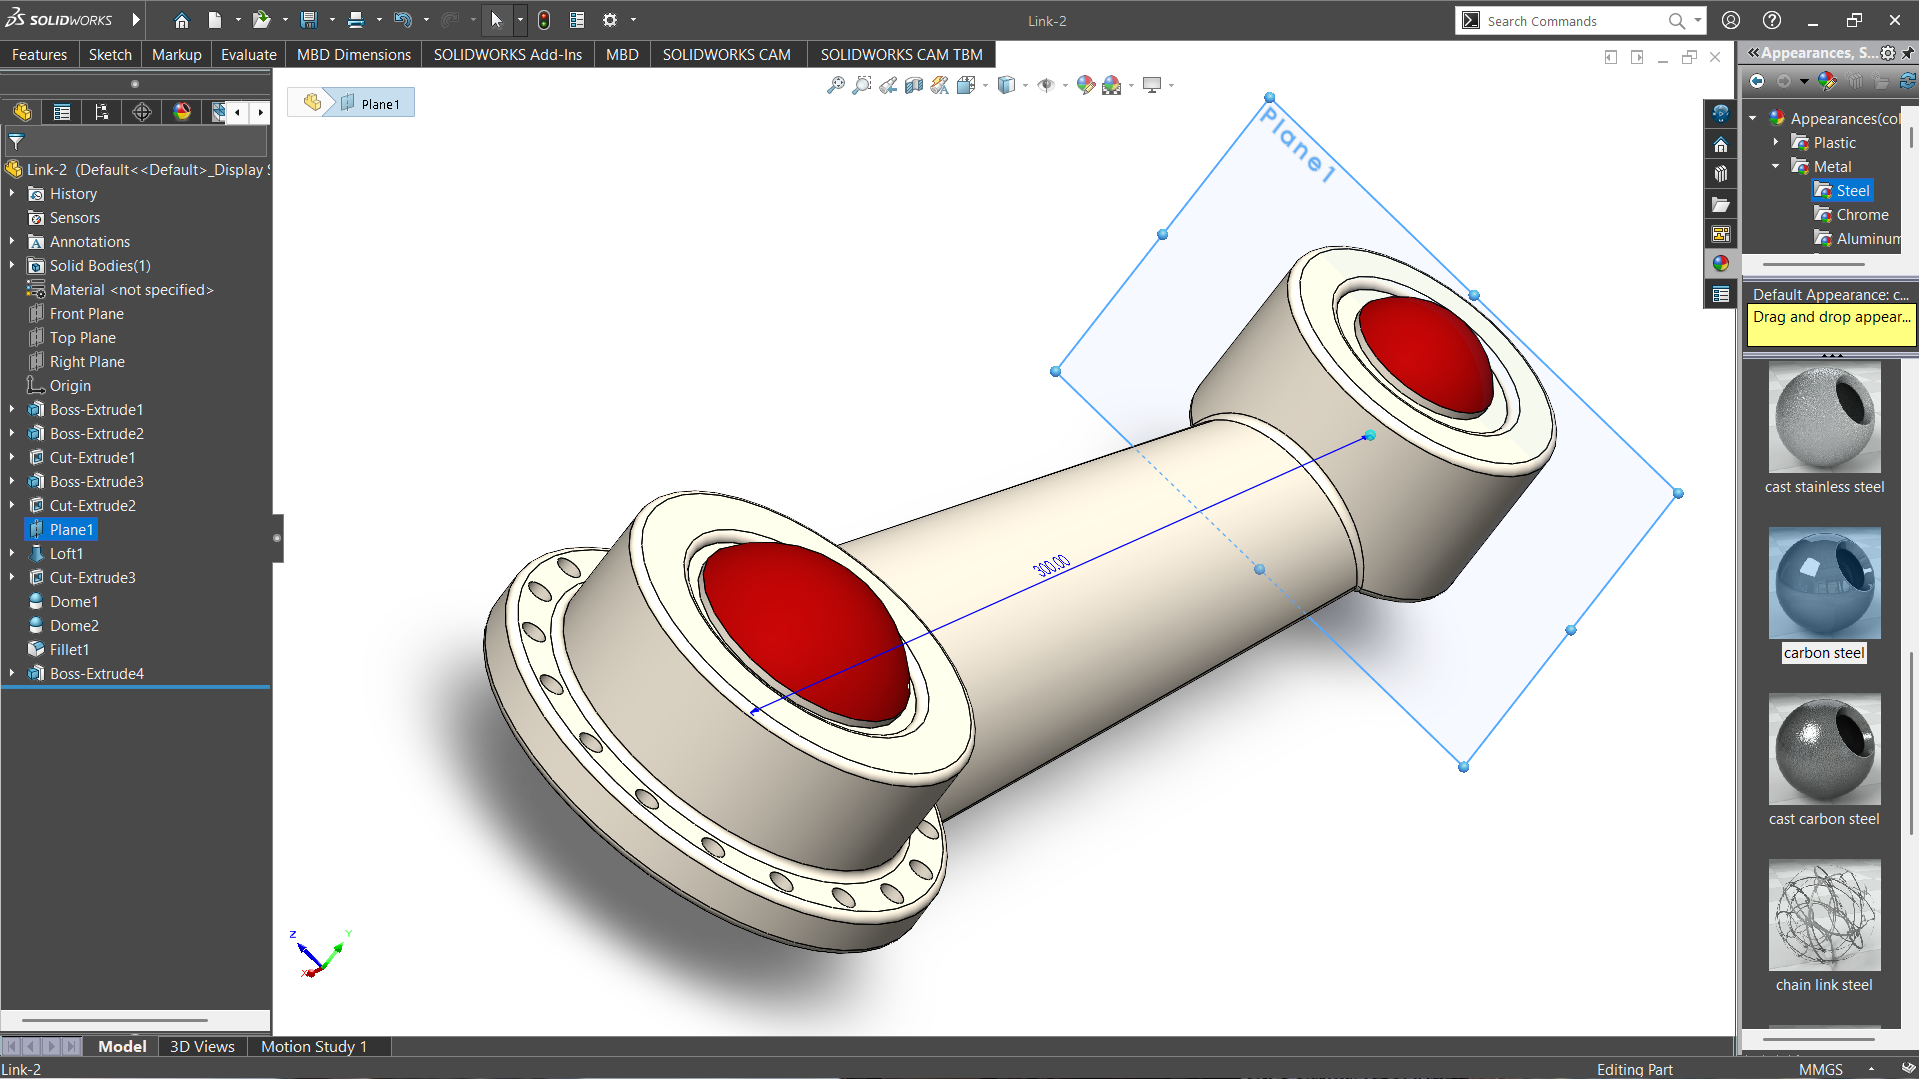 SOLIDWORKS
Link-2
Search Commands
Features
Sketch
Markup
Evaluate
MBD Dimensions
SOLIDWORKS Add-Ins
MBD
SOLIDWORKS CAM
SOLIDWORKS CAM TBM
Appearances, S...
Plane1
Link-2 (Default<<Default>_Display S
History
Sensors
Annotations
Solid Bodies(1)
Material <not specified>
Front Plane
Top Plane
Right Plane
Origin
Boss-Extrude1
Boss-Extrude2
Cut-Extrude1
Boss-Extrude3
Cut-Extrude2
Plane1
Loft1
Cut-Extrude3
Dome1
Dome2
Fillet1
Boss-Extrude4
Plane1
300.00
Z
Y
X
Appearances(col
Plastic
Metal
Steel
Chrome
Aluminum
Default Appearance: c...
Drag and drop appear...
cast stainless steel
carbon steel
cast carbon steel
chain link steel
Model
3D Views
Motion Study 1
Link-2
Editing Part
MMGS